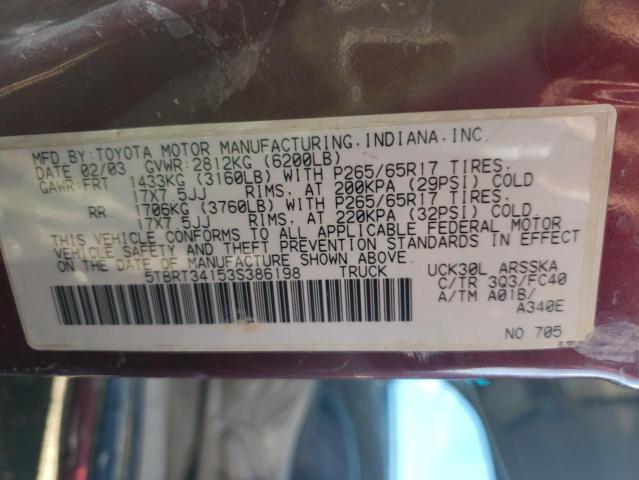 MFD.BY:TOYOTA MOTOR MANUFACTURING.INDIANA.INC.
DATE 02/03 GVWR:2812KG (6200LB)
GAWR:FRT 1433KG (3160LB) WITH P265/65R17 TIRES.
17X7.5JJ RIMS. AT 200KPA (29PSI) COLD
RR 1706KG (3760LB) WITH P265/65R17 TIRES.
17X7.5JJ RIMS. AT 220KPA (32PSI) COLD
THIS VEHICLE CONFORMS TO ALL APPLICABLE FEDERAL MOTOR
VEHICLE SAFETY AND THEFT PREVENTION STANDARDS IN EFFECT
ON THE DATE OF MANUFACTURE SHOWN ABOVE.
5TBRT34153S386198 TRUCK
UCK30L ARSSKA
C/TR 3Q3/FC40
A/TM A01B/
A340E
NO.705